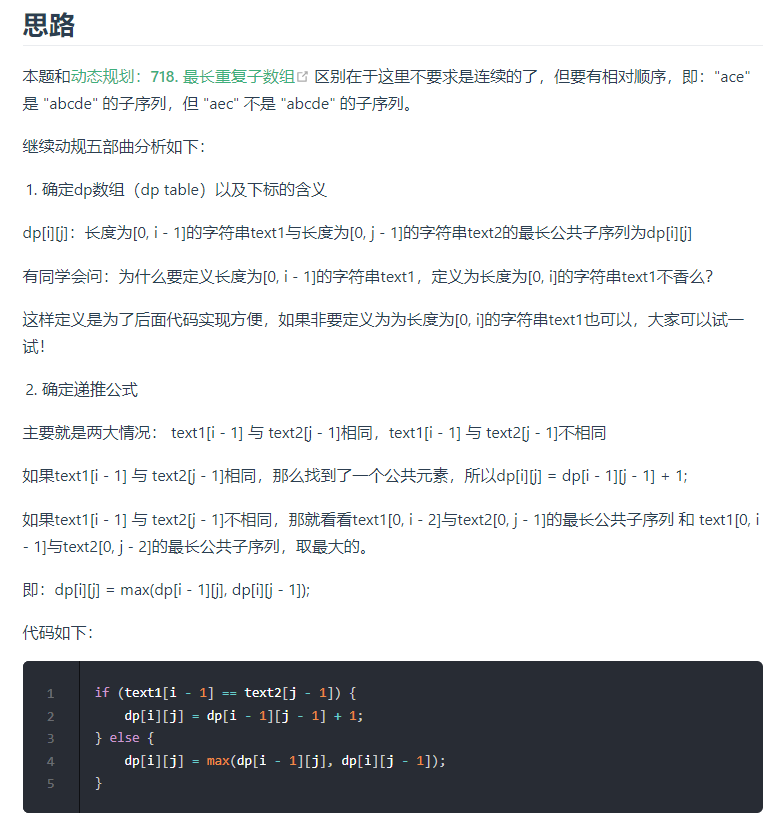 思路
本题和动态规划：718. 最长重复子数组 区别在于这里不要求是连续的了，但要有相对顺序，即："ace"
是 "abcde" 的子序列，但 "aec" 不是 "abcde" 的子序列。
继续动规五部曲分析如下：
1. 确定dp数组（dp table）以及下标的含义
dp[i][j]：长度为[0, i - 1]的字符串text1与长度为[0, j - 1]的字符串text2的最长公共子序列为dp[i][j]
有同学会问：为什么要定义长度为[0, i - 1]的字符串text1，定义为长度为[0, i]的字符串text1不香么？
这样定义是为了后面代码实现方便，如果非要定义为为长度为[0, i]的字符串text1也可以，大家可以试一
试！
2. 确定递推公式
主要就是两大情况： text1[i - 1] 与 text2[j - 1]相同，text1[i - 1] 与 text2[j - 1]不相同
如果text1[i - 1] 与 text2[j - 1]相同，那么找到了一个公共元素，所以dp[i][j] = dp[i - 1][j - 1] + 1;
如果text1[i - 1] 与 text2[j - 1]不相同，那就看看text1[0, i - 2]与text2[0, j - 1]的最长公共子序列 和 text1[0, i
- 1]与text2[0, j - 2]的最长公共子序列，取最大的。
即：dp[i][j] = max(dp[i - 1][j], dp[i][j - 1]);
代码如下：
1 if (text1[i - 1] == text2[j - 1]) {
2 dp[i][j] = dp[i - 1][j - 1] + 1;
3 } else {
4 dp[i][j] = max(dp[i - 1][j], dp[i][j - 1]);
5 }